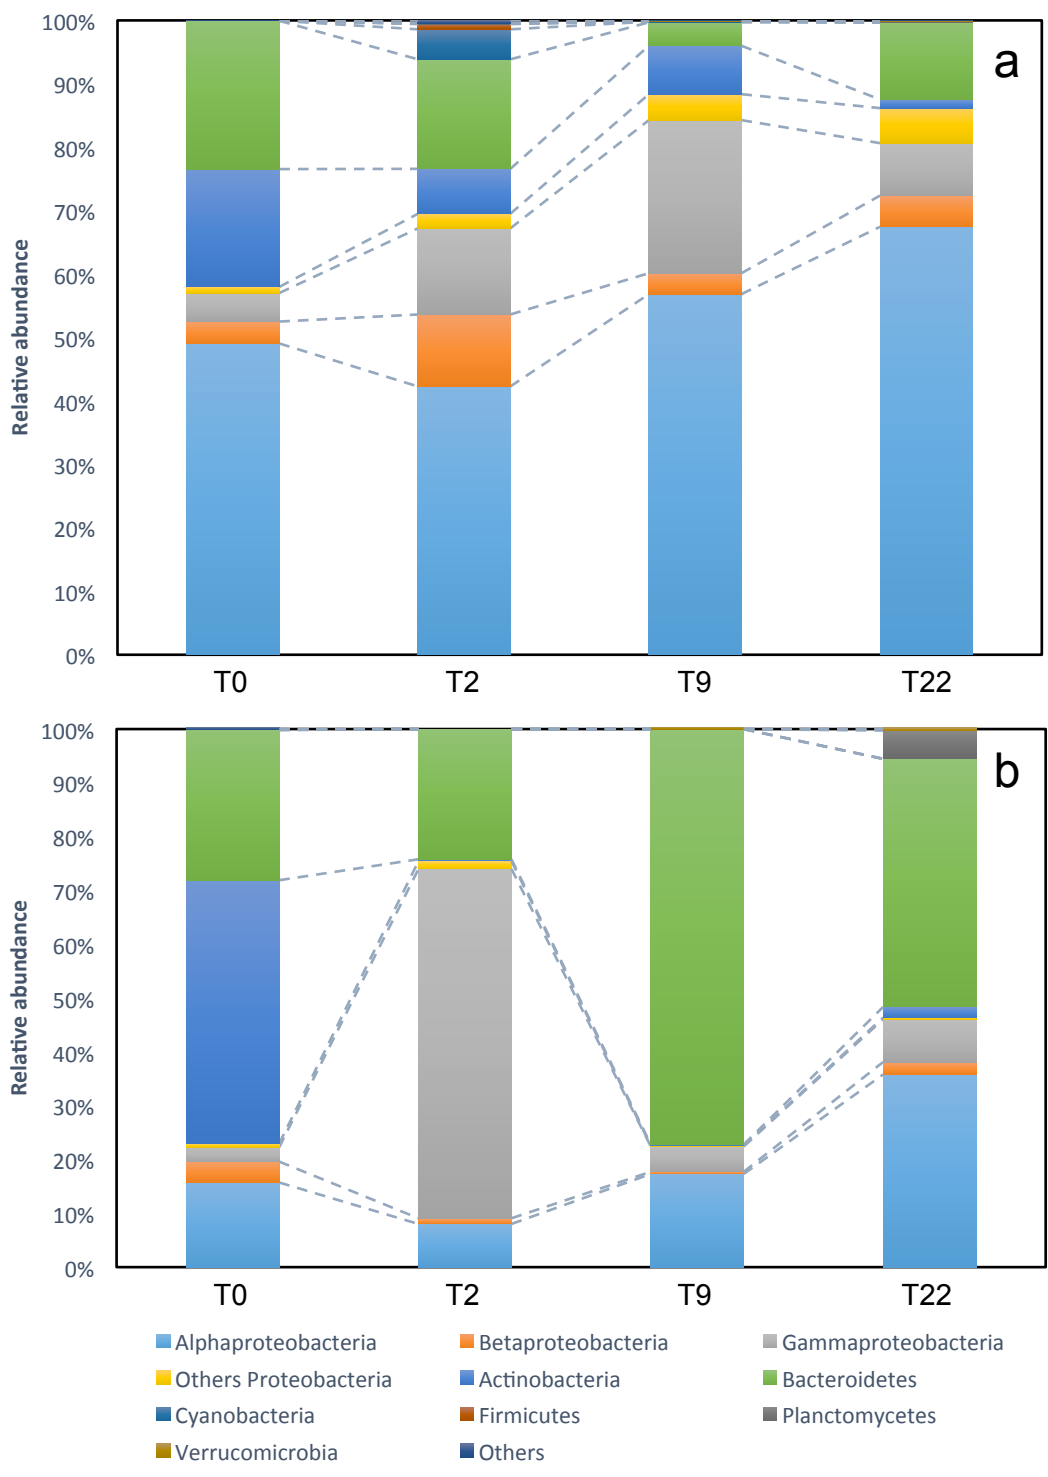 100%
a
90%
80%
70%
60%
50%
40%
30%
20%
10%
0%
Relative abundance
T0 T2 T9 T22
100%
b
90%
80%
70%
60%
50%
40%
30%
20%
10%
0%
Relative abundance
T0 T2 T9 T22
Alphaproteobacteria Betaproteobacteria Gammaproteobacteria
Others Proteobacteria Actinobacteria Bacteroidetes
Cyanobacteria Firmicutes Planctomycetes
Verrucomicrobia Others